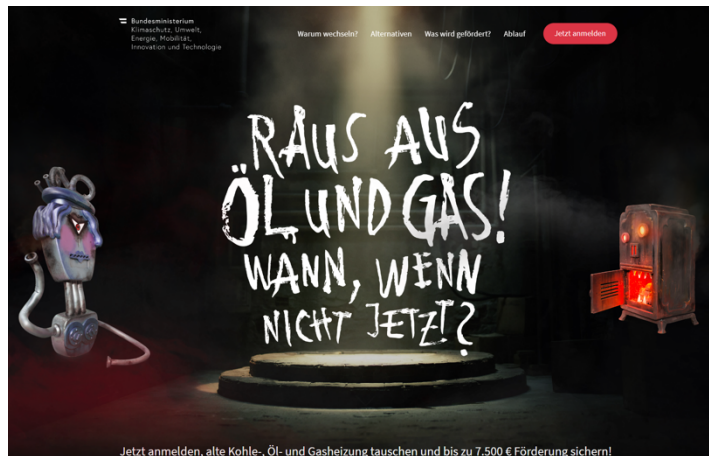 Bundesministerium
Klimaschutz, Umwelt,
Energie, Mobilität,
Innovation und Technologie
Warum wechseln? Alternativen Was wird gefördert? Ablauf Jetzt anmelden
RAUS AUS
ÖL UND GAS!
WANN, WENN
NICHT JETZT?
Jetzt anmelden, alte Kohle-, Öl- und Gasheizung tauschen und bis zu 7.500 € Förderung sichern!